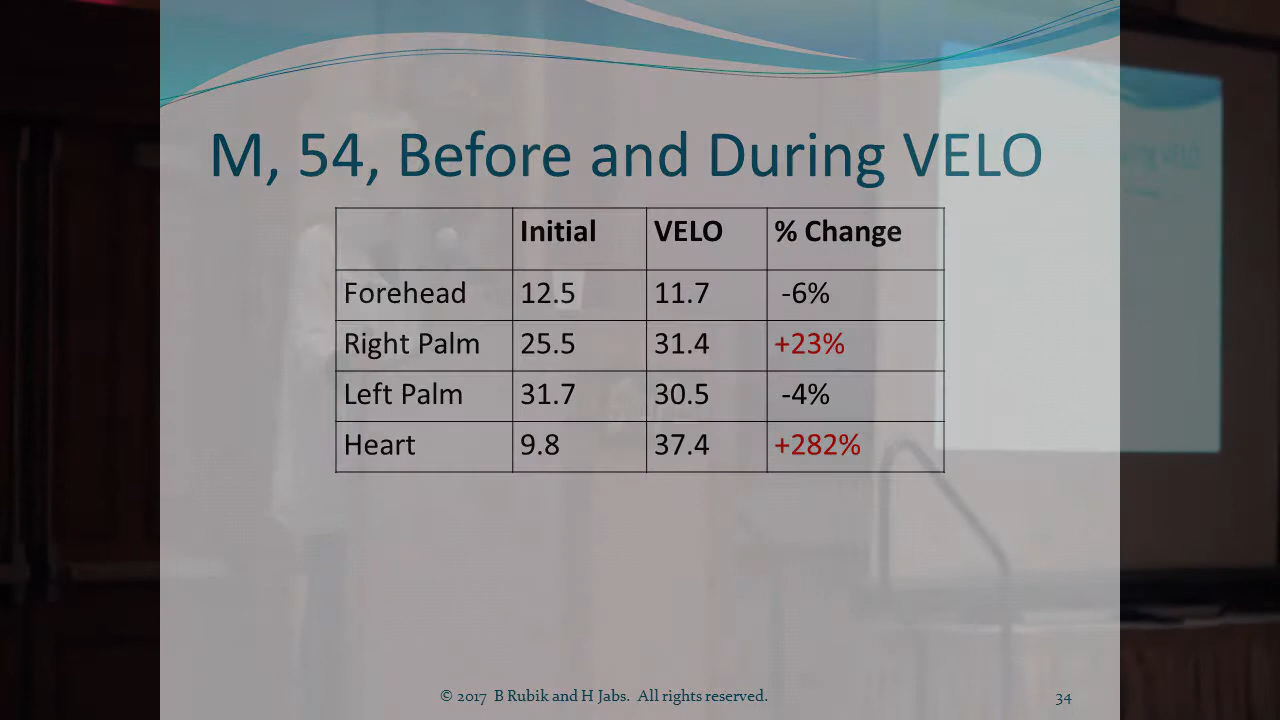 M, 54, Before and During VELO
Initial VELO % Change
Forehead 12.5 11.7 -6%
Right Palm 25.5 31.4 +23%
Left Palm 31.7 30.5 -4%
Heart 9.8 37.4 +282%
© 2017 B Rubik and H Jabs. All rights reserved. 34